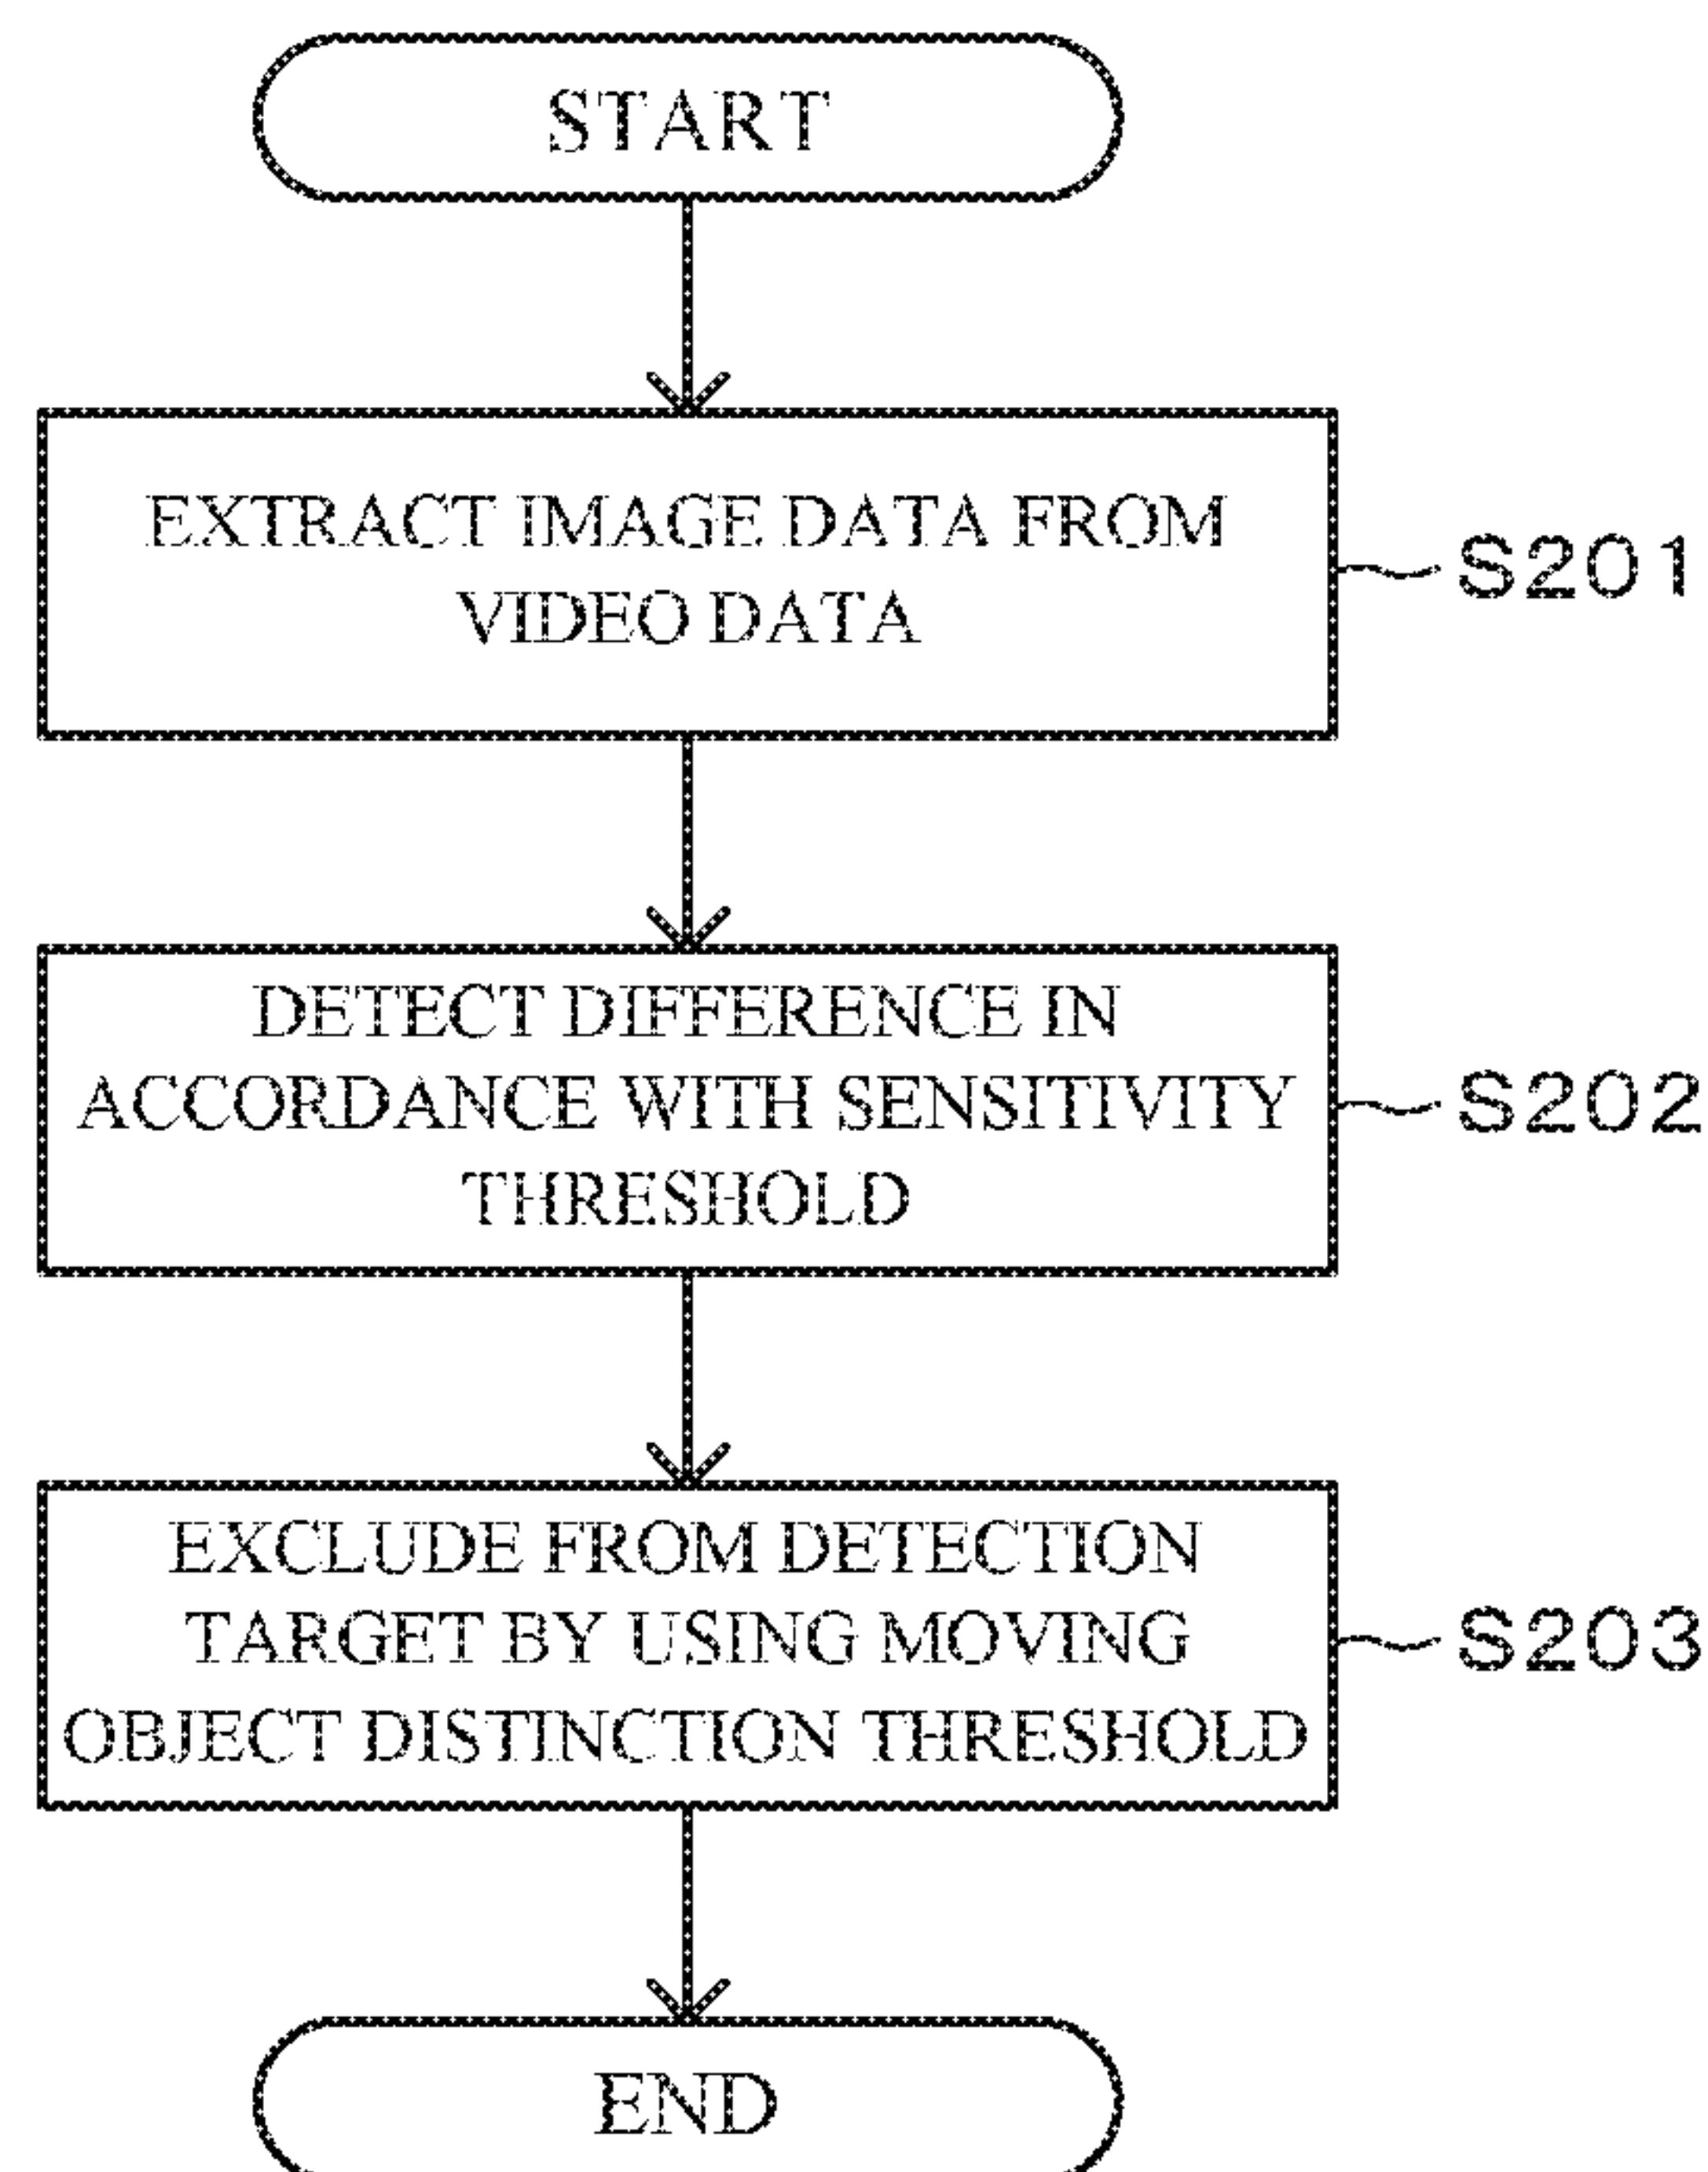 START
EXTRACT IMAGE DATA FROM
VIDEO DATA
S201
DETECT DIFFERENCE IN
ACCORDANCE WITH SENSITIVITY
THRESHOLD
S202
EXCLUDE FROM DETECTION
TARGET BY USING MOVING
OBJECT DISTINCTION THRESHOLD
S203
END